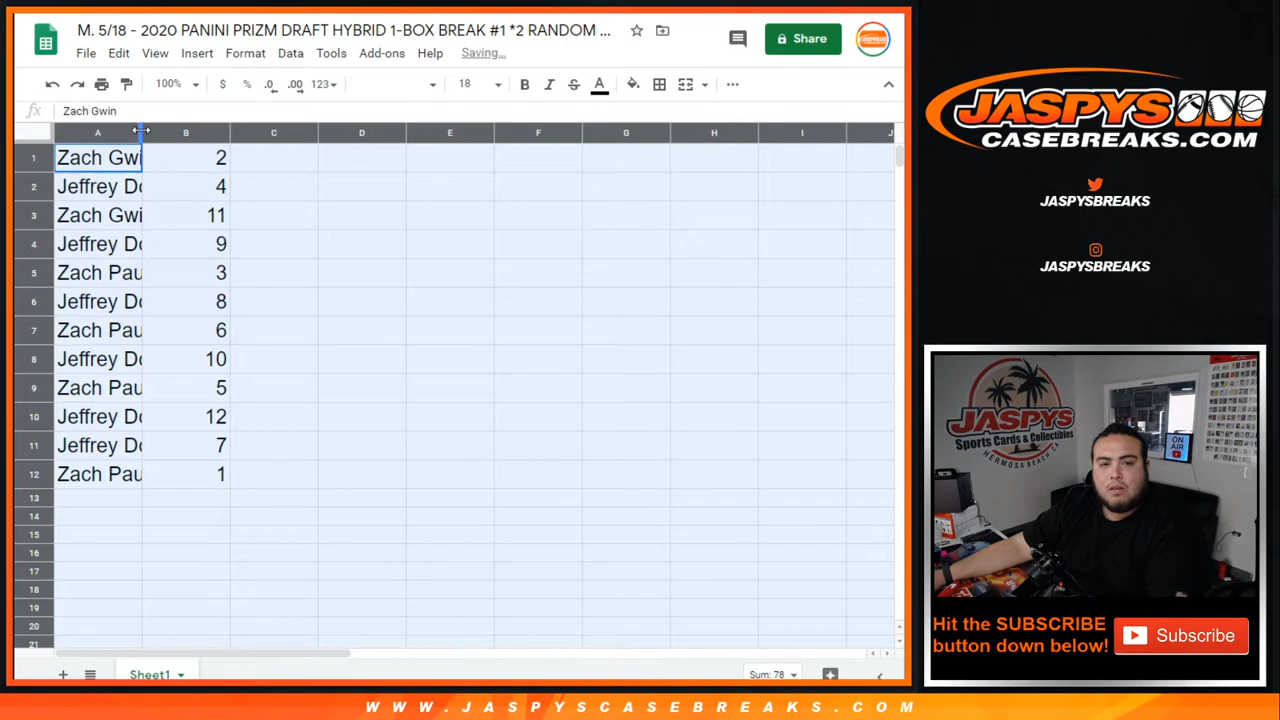 M. 5/18 - 2020 PANINI PRIZM DRAFT HYBRID 1-BOX BREAK #1 *2 RANDOM ...
Share
File Edit View Insert Format Data Tools Add-ons Help Saving...
100% $ % .0 .00 123 18 B I S A ...
fx Zach Gwin
A B C D E F G H I J
1 Zach Gwi 2
2 Jeffrey Do 4
3 Zach Gwi 11
4 Jeffrey Do 9
5 Zach Pau 3
6 Jeffrey Do 8
7 Zach Pau 6
8 Jeffrey Do 10
9 Zach Pau 5
10 Jeffrey Do 12
11 Jeffrey Do 7
12 Zach Pau 1
13
14
15
16
17
18
19
20
21
Sheet1
Sum: 78
JASPYS
CASEBREAKS.COM
JASPYSBREAKS
JASPYSBREAKS
JASPYS
Sports Cards & Collectibles
HERMOSA BEACH, CA
ON
AIR
Hit the SUBSCRIBE
button down below!
Subscribe
WWW.JASPYSCASEBREAKS.COM